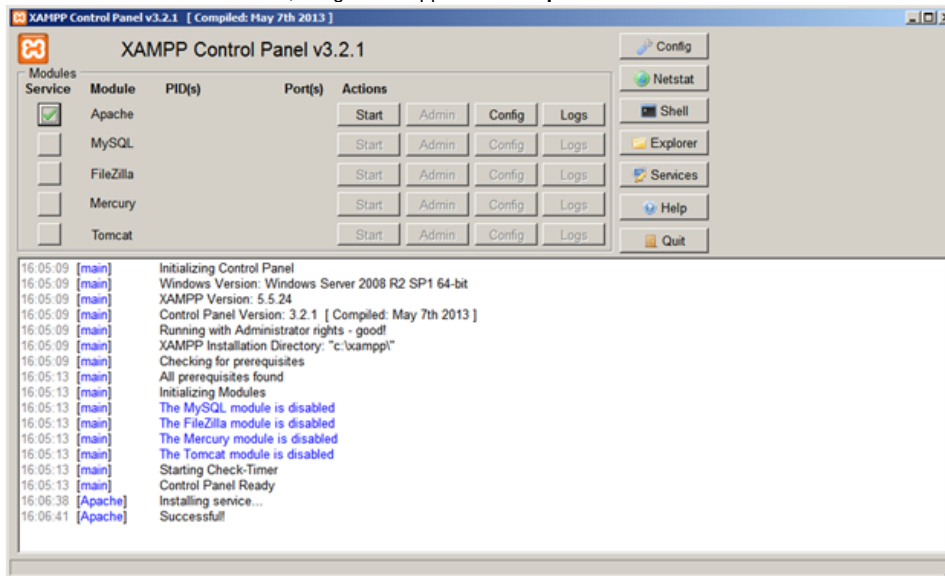 XAMPP Control Panel v3.2.1 [ Compiled: May 7th 2013 ]
XAMPP Control Panel v3.2.1
Config
Modules
Service Module PID(s) Port(s) Actions
Netstat
Apache Start Admin Config Logs
Shell
MySQL Start Admin Config Logs
Explorer
FileZilla Start Admin Config Logs
Services
Mercury Start Admin Config Logs
Help
Tomcat Start Admin Config Logs
Quit
16:05:09 [main] Initializing Control Panel
16:05:09 [main] Windows Version: Windows Server 2008 R2 SP1 64-bit
16:05:09 [main] XAMPP Version: 5.5.24
16:05:09 [main] Control Panel Version: 3.2.1 [ Compiled: May 7th 2013 ]
16:05:09 [main] Running with Administrator rights - good!
16:05:09 [main] XAMPP Installation Directory: "c:\xampp\"
16:05:09 [main] Checking for prerequisites
16:05:13 [main] All prerequisites found
16:05:13 [main] Initializing Modules
16:05:13 [main] The MySQL module is disabled
16:05:13 [main] The FileZilla module is disabled
16:05:13 [main] The Mercury module is disabled
16:05:13 [main] The Tomcat module is disabled
16:05:13 [main] Starting Check-Timer
16:05:13 [main] Control Panel Ready
16:06:38 [Apache] Installing service...
16:06:41 [Apache] Successful!